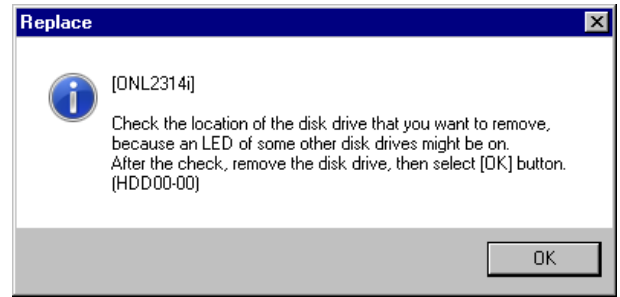 Replace
[ONL2314i]
Check the location of the disk drive that you want to remove,
because an LED of some other disk drives might be on.
After the check, remove the disk drive, then select [OK] button.
(HDD00-00)
OK